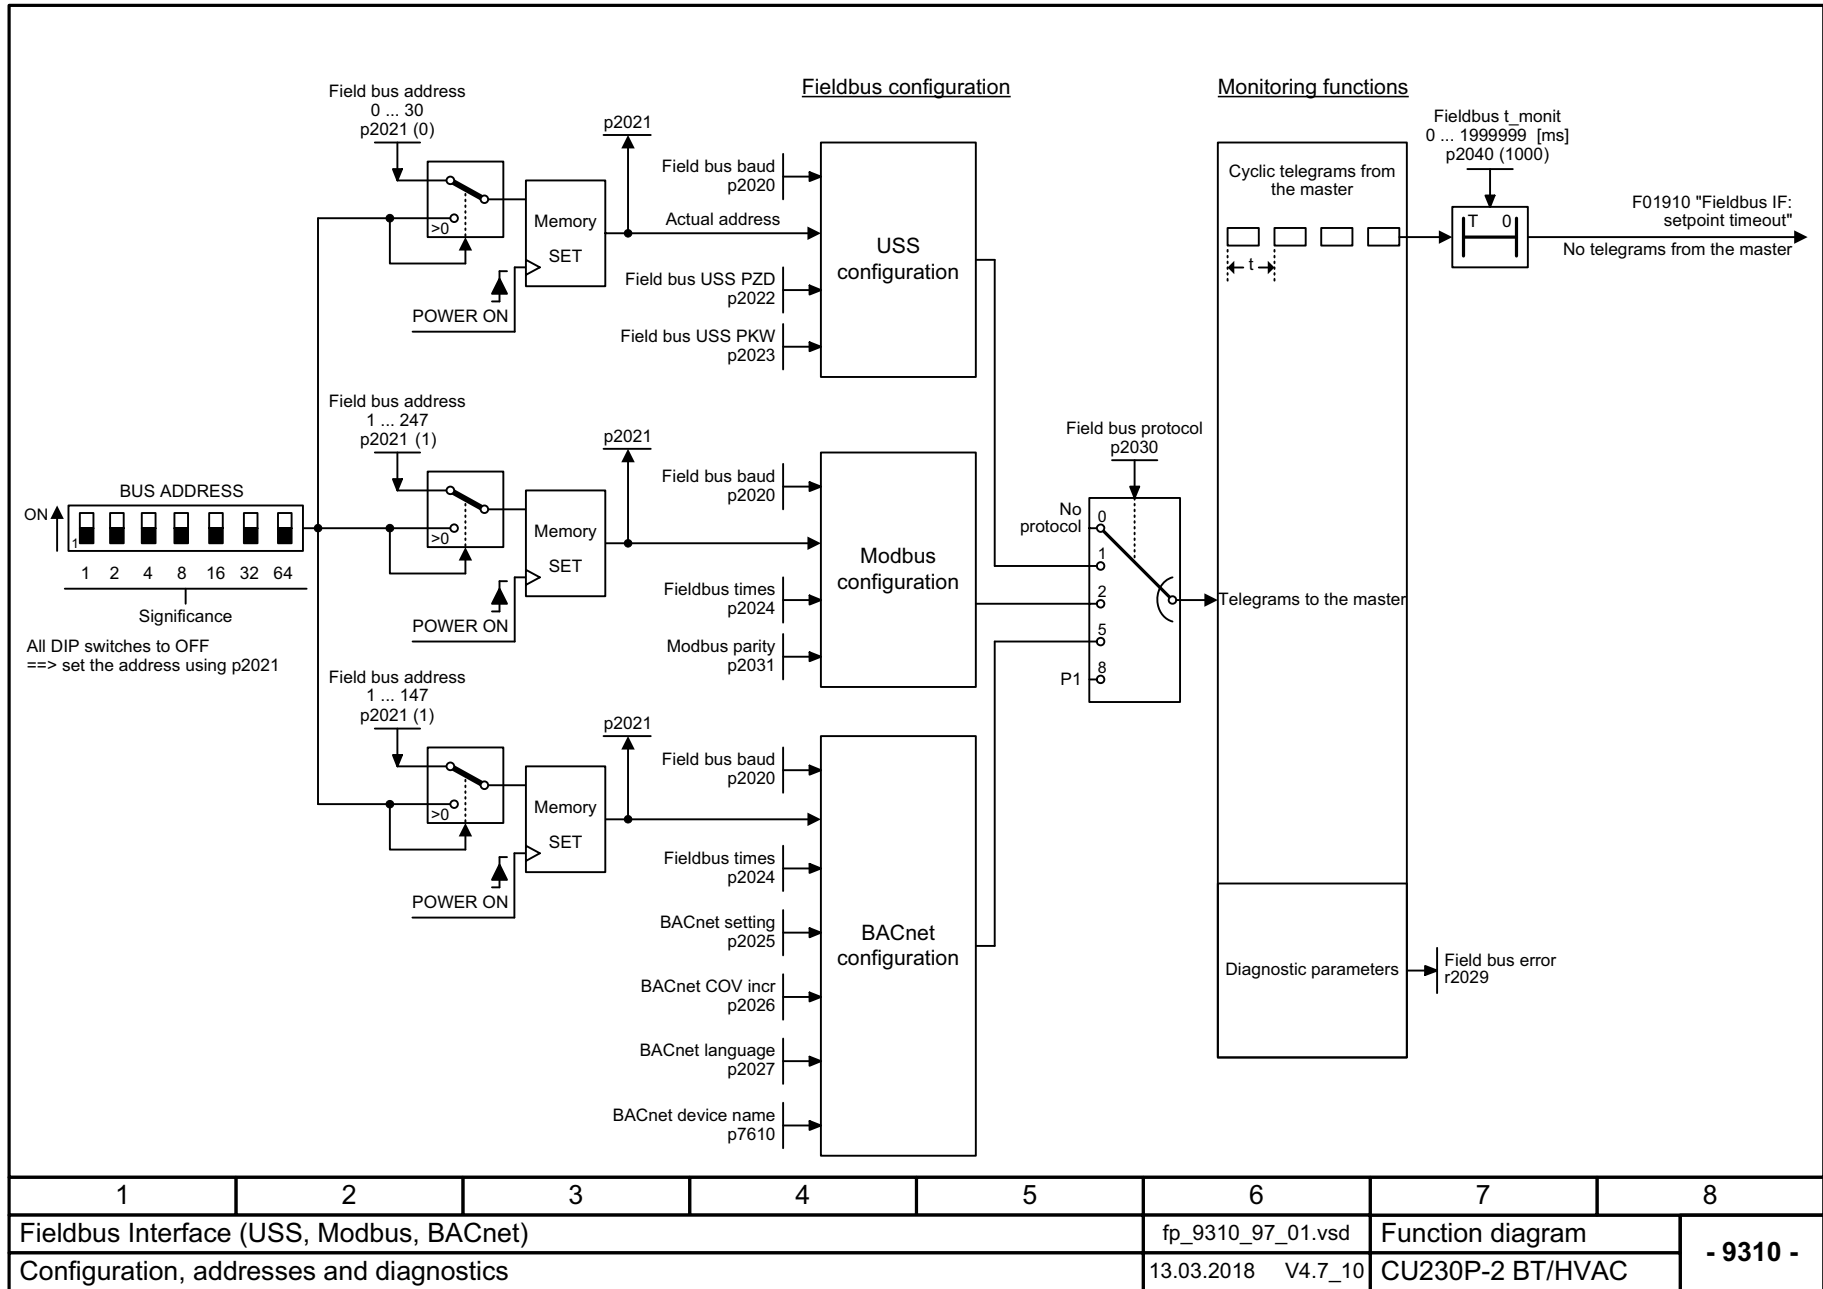 Fieldbus configuration
Monitoring functions
Field bus address
0 ... 30
p2021 (0)
>0
Memory
SET
POWER ON
p2021
Actual address
Field bus baud
p2020
Field bus USS PZD
p2022
Field bus USS PKW
p2023
USS
configuration
Field bus address
1 ... 247
p2021 (1)
>0
Memory
SET
POWER ON
p2021
Field bus baud
p2020
Fieldbus times
p2024
Modbus parity
p2031
Modbus
configuration
BUS ADDRESS
ON
1
1 2 4 8 16 32 64
Significance
All DIP switches to OFF
==> set the address using p2021
Field bus address
1 ... 147
p2021 (1)
>0
Memory
SET
POWER ON
p2021
Field bus baud
p2020
Fieldbus times
p2024
BACnet setting
p2025
BACnet COV incr
p2026
BACnet language
p2027
BACnet device name
p7610
BACnet
configuration
Field bus protocol
p2030
No
protocol
0
1
2
5
P1 8
Cyclic telegrams from
the master
t
Telegrams to the master
Diagnostic parameters
Field bus error
r2029
Fieldbus t_monit
0 ... 1999999 [ms]
p2040 (1000)
T 0
F01910 "Fieldbus IF:
setpoint timeout"
No telegrams from the master
1 2 3 4 5 6 7 8
Fieldbus Interface (USS, Modbus, BACnet)
fp_9310_97_01.vsd
Function diagram
- 9310 -
Configuration, addresses and diagnostics
13.03.2018 V4.7_10
CU230P-2 BT/HVAC